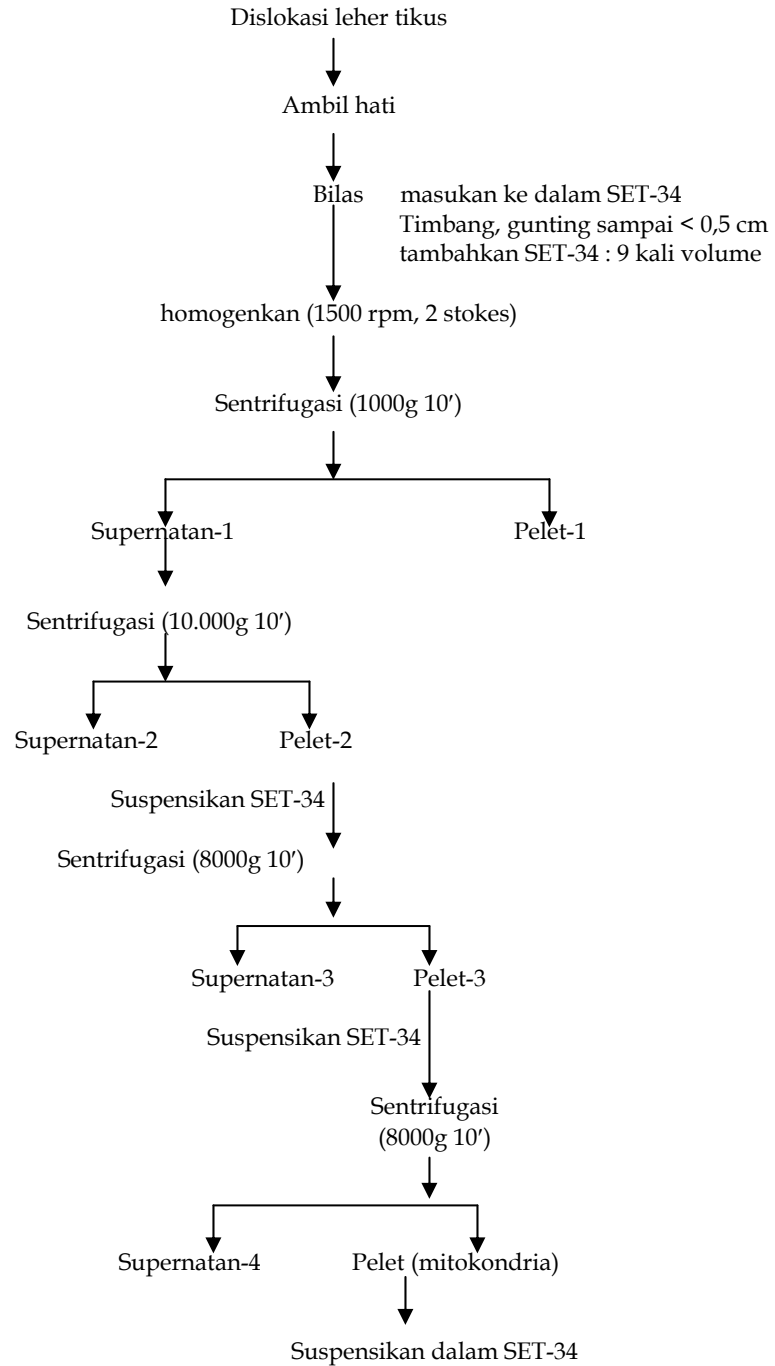 Dislokasi leher tikus
Ambil hati
Bilas masukan ke dalam SET-34
Timbang, gunting sampai < 0,5 cm
tambahkan SET-34 : 9 kali volume
homogenkan (1500 rpm, 2 stokes)
Sentrifugasi (1000g 10′)
Supernatan-1 Pelet-1
Sentrifugasi (10.000g 10′)
Supernatan-2 Pelet-2
Suspensikan SET-34
Sentrifugasi (8000g 10′)
Supernatan-3 Pelet-3
Suspensikan SET-34
Sentrifugasi
(8000g 10′)
Supernatan-4 Pelet (mitokondria)
Suspensikan dalam SET-34